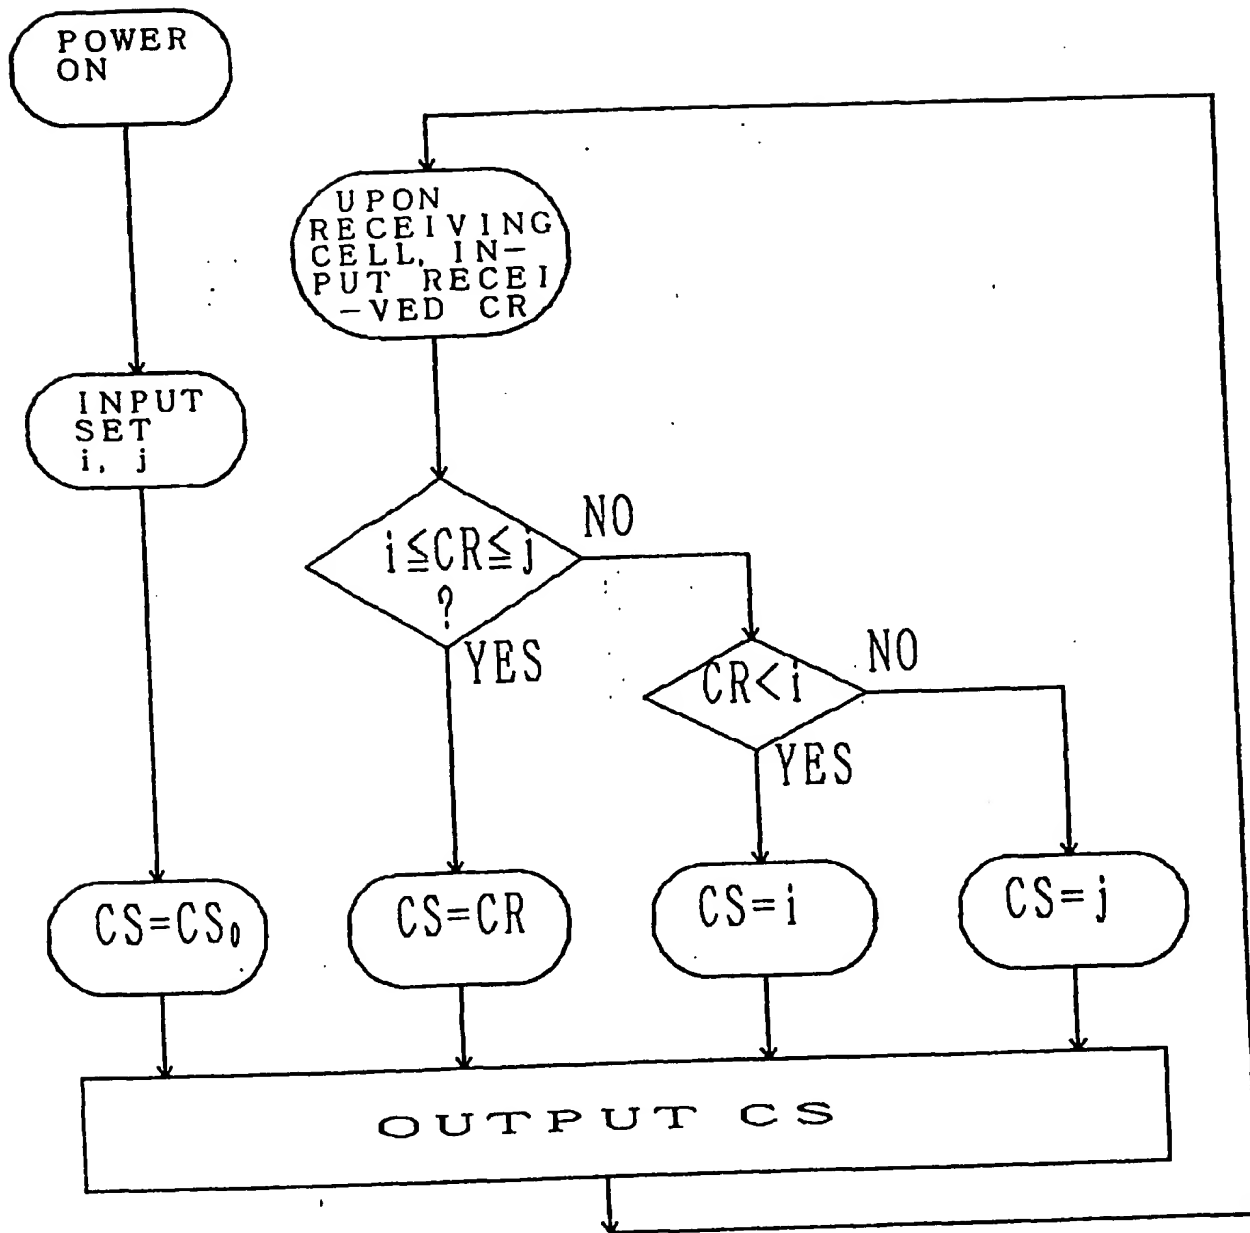 POWER
ON
UPON
RECEIVING
CELL, IN-
PUT RECEI
-VED CR
INPUT
SET
i, j
i≦CR≦j
?
NO
YES
CR<i
NO
YES
CS=CS₀
CS=CR
CS=i
CS=j
OUTPUT CS